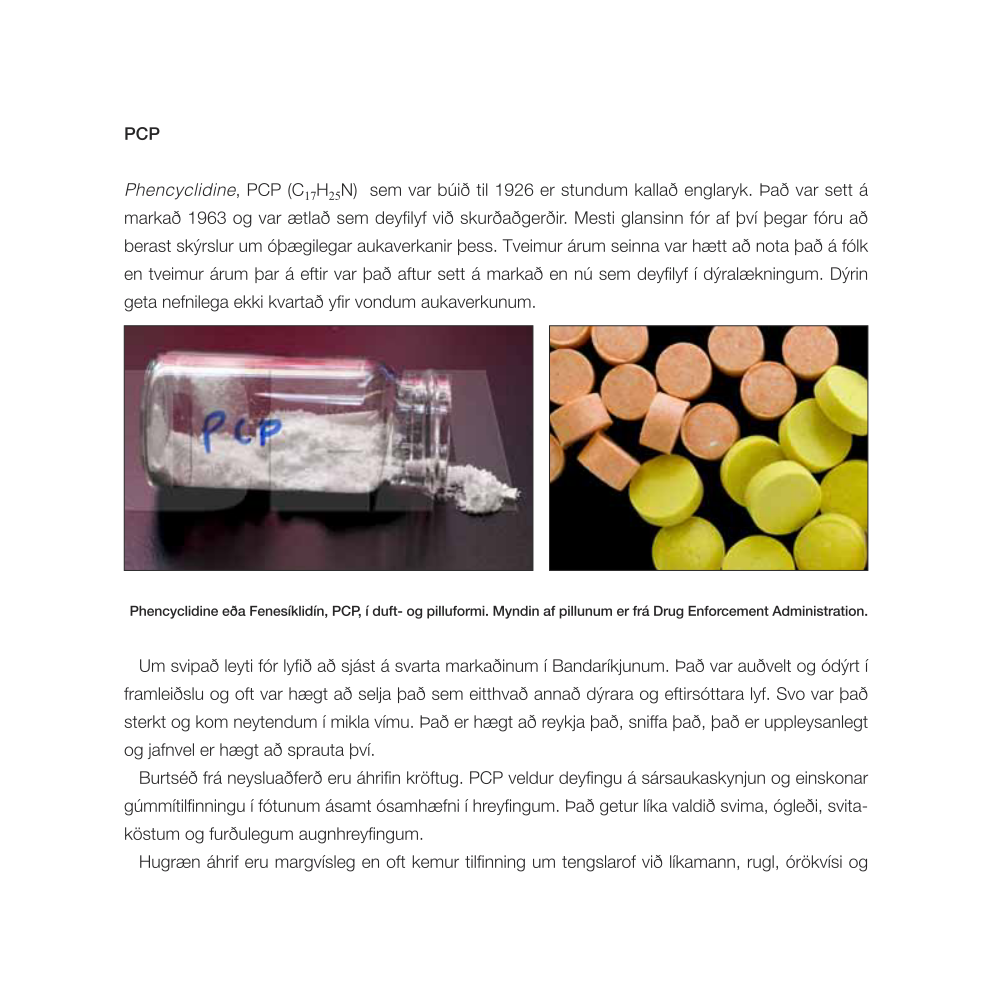 PCP
Phencyclidine, PCP (C₁₇H₂₅N) sem var búið til 1926 er stundum kallað englaryk. Það var sett á
markað 1963 og var ætlað sem deyfilyf við skurðaðgerðir. Mesti glansinn fór af því þegar fóru að
berast skýrslur um óþægilegar aukaverkanir þess. Tveimur árum seinna var hætt að nota það á fólk
en tveimur árum þar á eftir var það aftur sett á markað en nú sem deyfilyf í dýralækningum. Dýrin
geta nefnilega ekki kvartað yfir vondum aukaverkunum.
PCP
DEA
Phencyclidine eða Fenesíklidín, PCP, í duft- og pilluformi. Myndin af pillunum er frá Drug Enforcement Administration.
Um svipað leyti fór lyfið að sjást á svarta markaðinum í Bandaríkjunum. Það var auðvelt og ódýrt í
framleiðslu og oft var hægt að selja það sem eitthvað annað dýrara og eftirsóttara lyf. Svo var það
sterkt og kom neytendum í mikla vímu. Það er hægt að reykja það, sniffa það, það er uppleysanlegt
og jafnvel er hægt að sprauta því.
Burtséð frá neysluaðferð eru áhrifin kröftug. PCP veldur deyfingu á sársaukaskynjun og einskonar
gúmmítilfinningu í fótunum ásamt ósamhæfni í hreyfingum. Það getur líka valdið svima, ógleði, svita-
köstum og furðulegum augnhreyfingum.
Hugræn áhrif eru margvísleg en oft kemur tilfinning um tengslarof við líkamann, rugl, órökvísi og